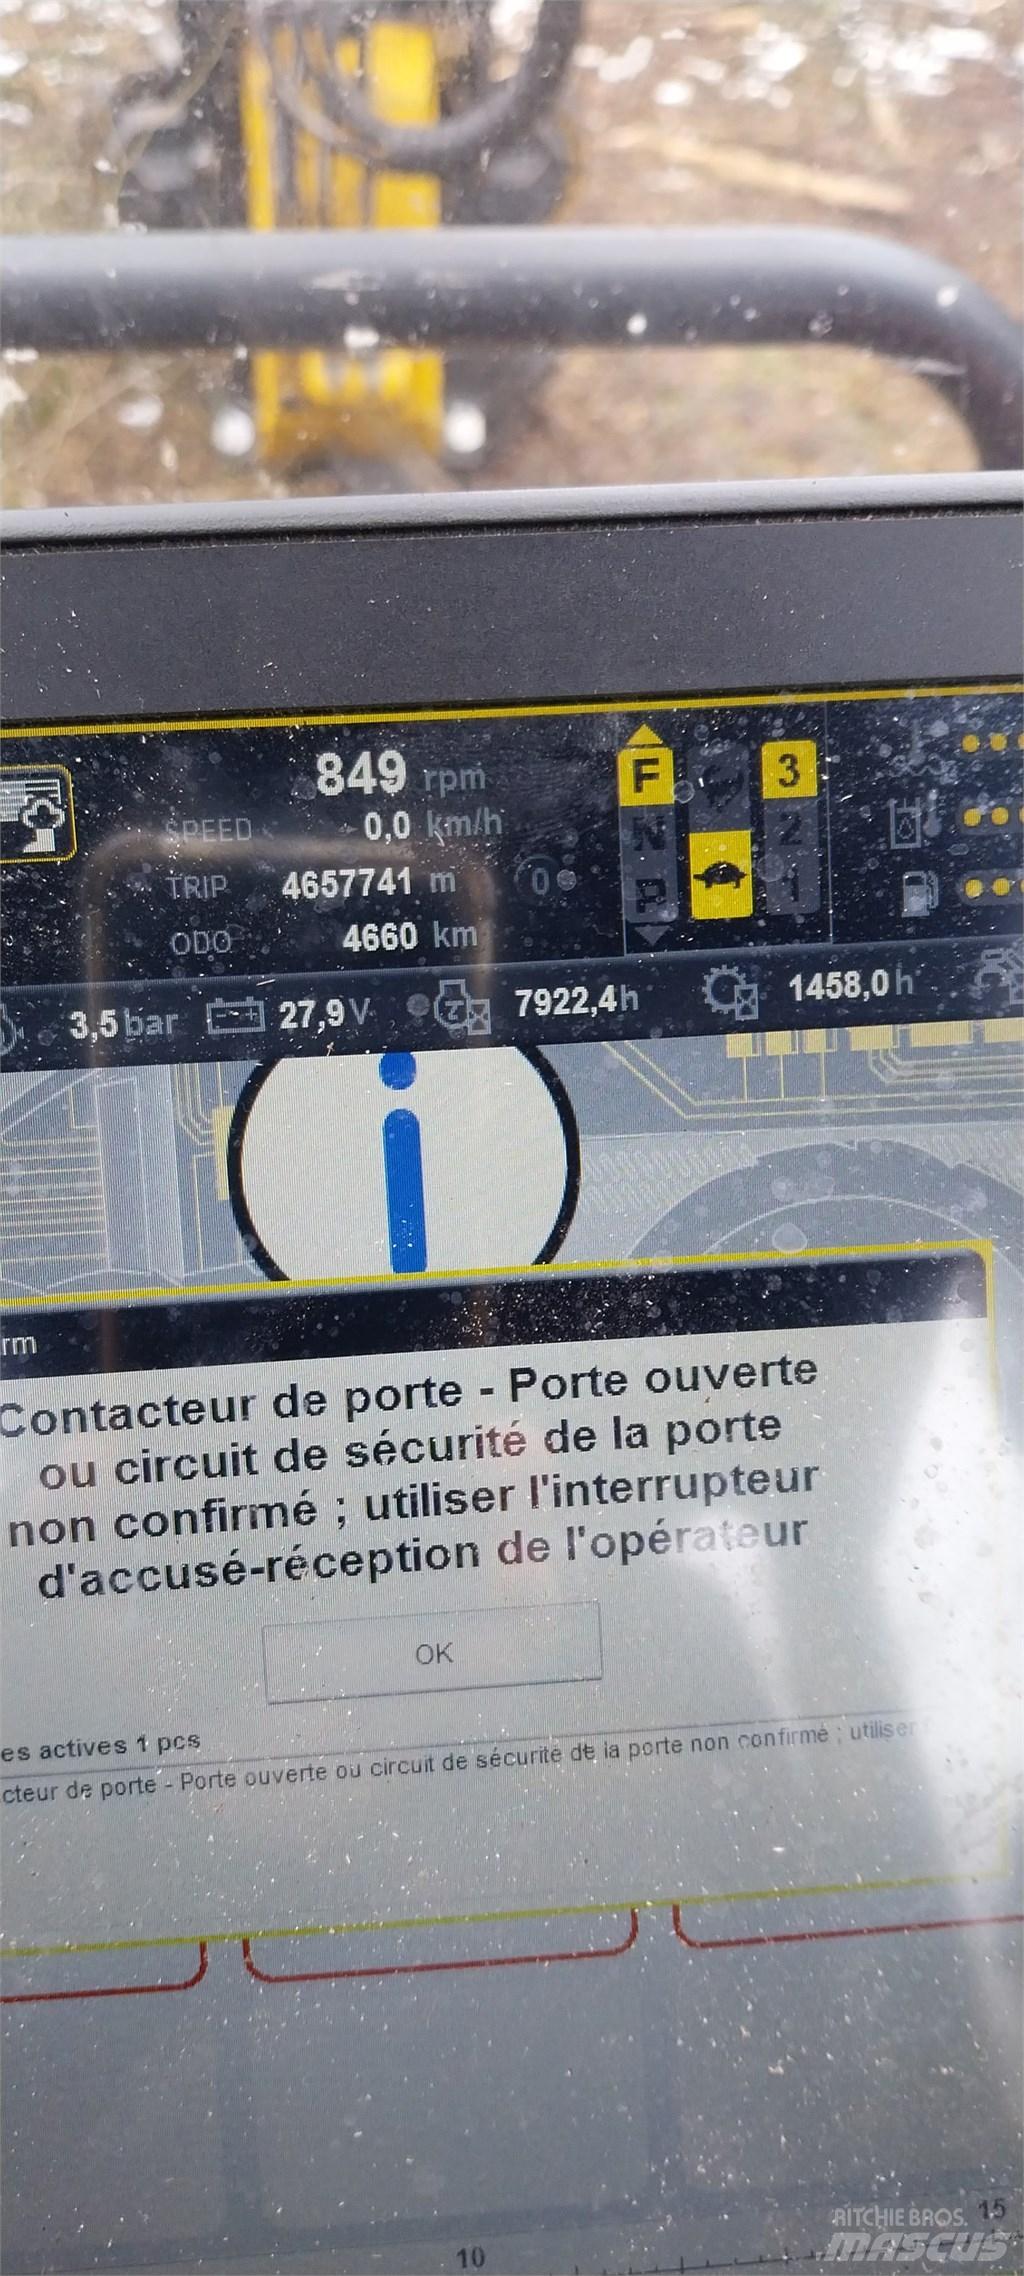 849 rpm
SPEED 0,0 km/h
TRIP 4657741 m
ODO 4660 km
0
F
N
P
3
2
1
3,5 bar 27,9 V 7922,4 h 1458,0 h
rm
Contacteur de porte - Porte ouverte
ou circuit de sécurité de la porte
non confirmé ; utiliser l'interrupteur
d'accusé-réception de l'opérateur
OK
es actives 1 pcs
cteur de porte - Porte ouverte ou circuit de sécurité de la porte non confirmé ; utiliser
10
15
RITCHIE BROS.
MASCUS